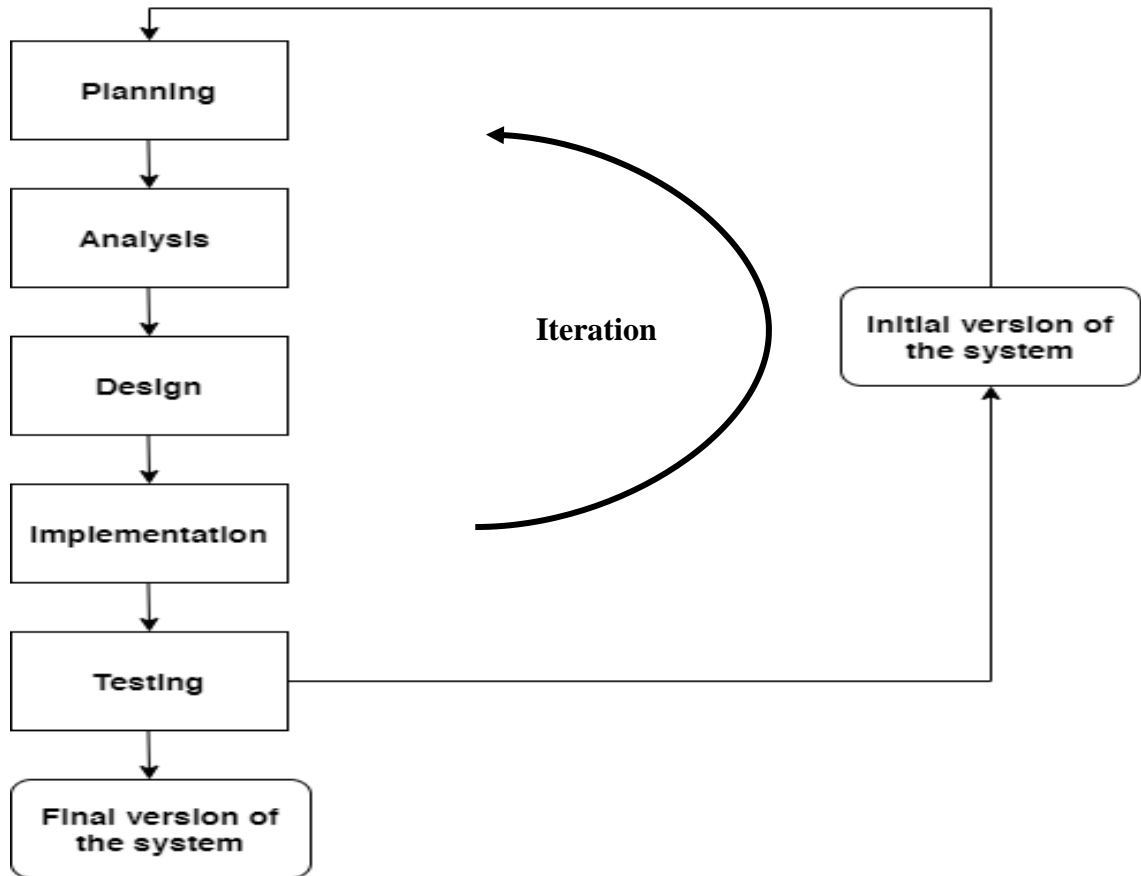 Planning
Analysis
Design
Iteration
Initial version of
the system
Implementation
Testing
Final version of
the system